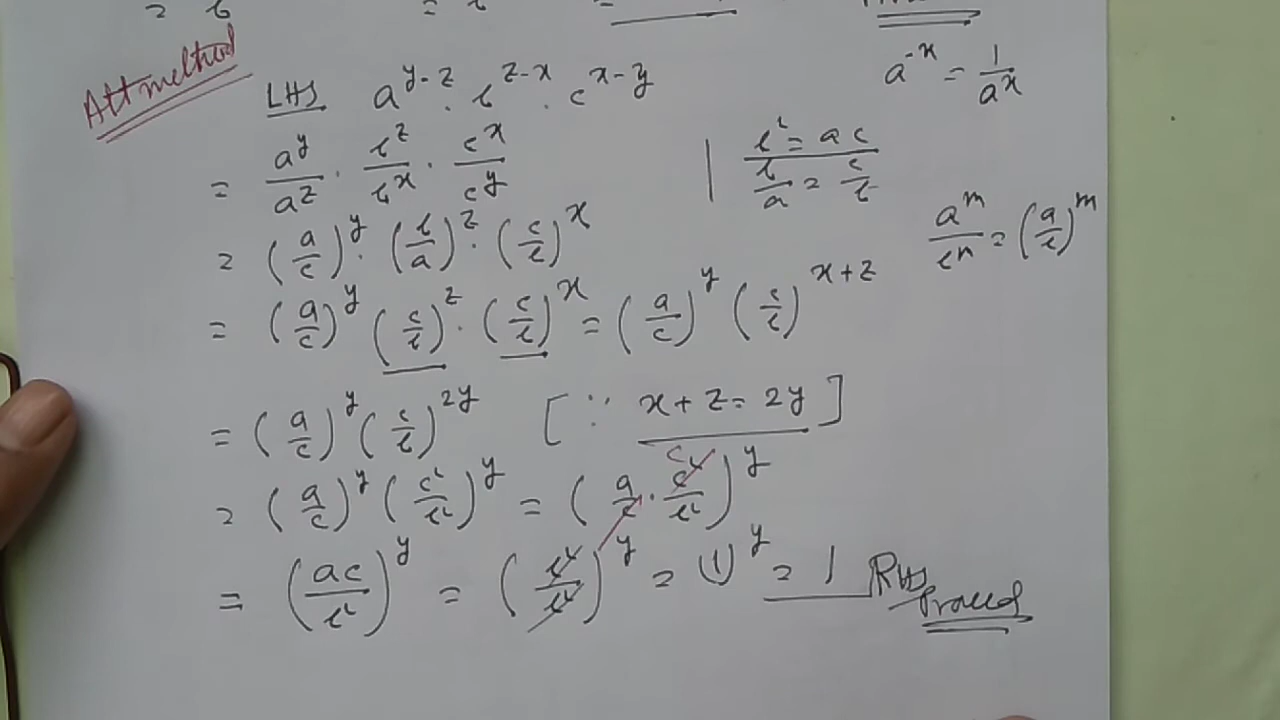 Alt method
LHS a^{y-z} . b^{z-x} . c^{x-y}
a^{-x} = 1/a^x
= a^y/a^z . b^z/b^x . c^x/c^y
| b² = ac
b/a = c/b
= (a/c)^y . (b/a)^z . (c/b)^x
a^m/b^m = (a/b)^m
= (a/c)^y (c/b)^z . (c/b)^x = (a/c)^y (c/b)^{x+z}
= (a/c)^y (c/b)^{2y} [∵ x+z = 2y]
= (a/c)^y (c²/b²)^y = (a/c . c²/b²)^y
= (ac/b²)^y = (b²/b²)^y = (1)^y = 1 RHS
Proved